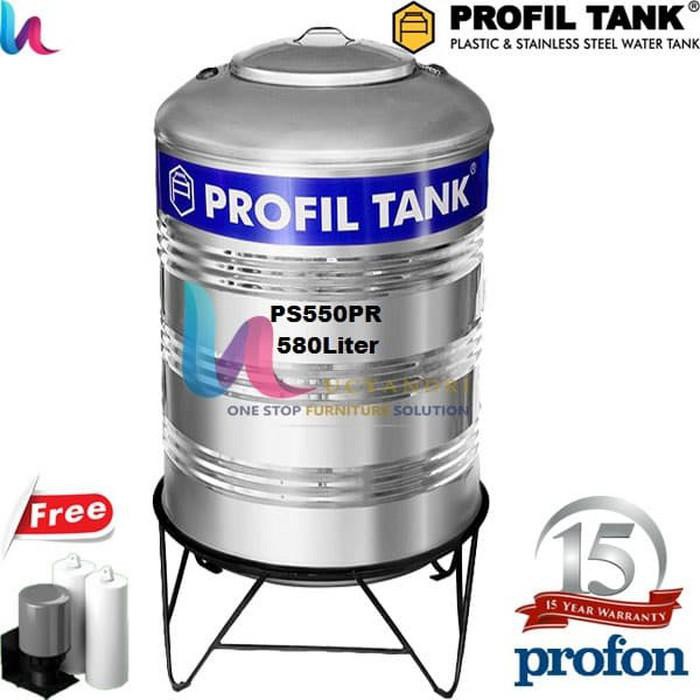 PROFIL TANK®
PLASTIC & STAINLESS STEEL WATER TANK
PROFIL TANK®
PS550PR
580Liter
ONE STOP FURNITURE SOLUTION
Free
15
15 YEAR WARRANTY
profon